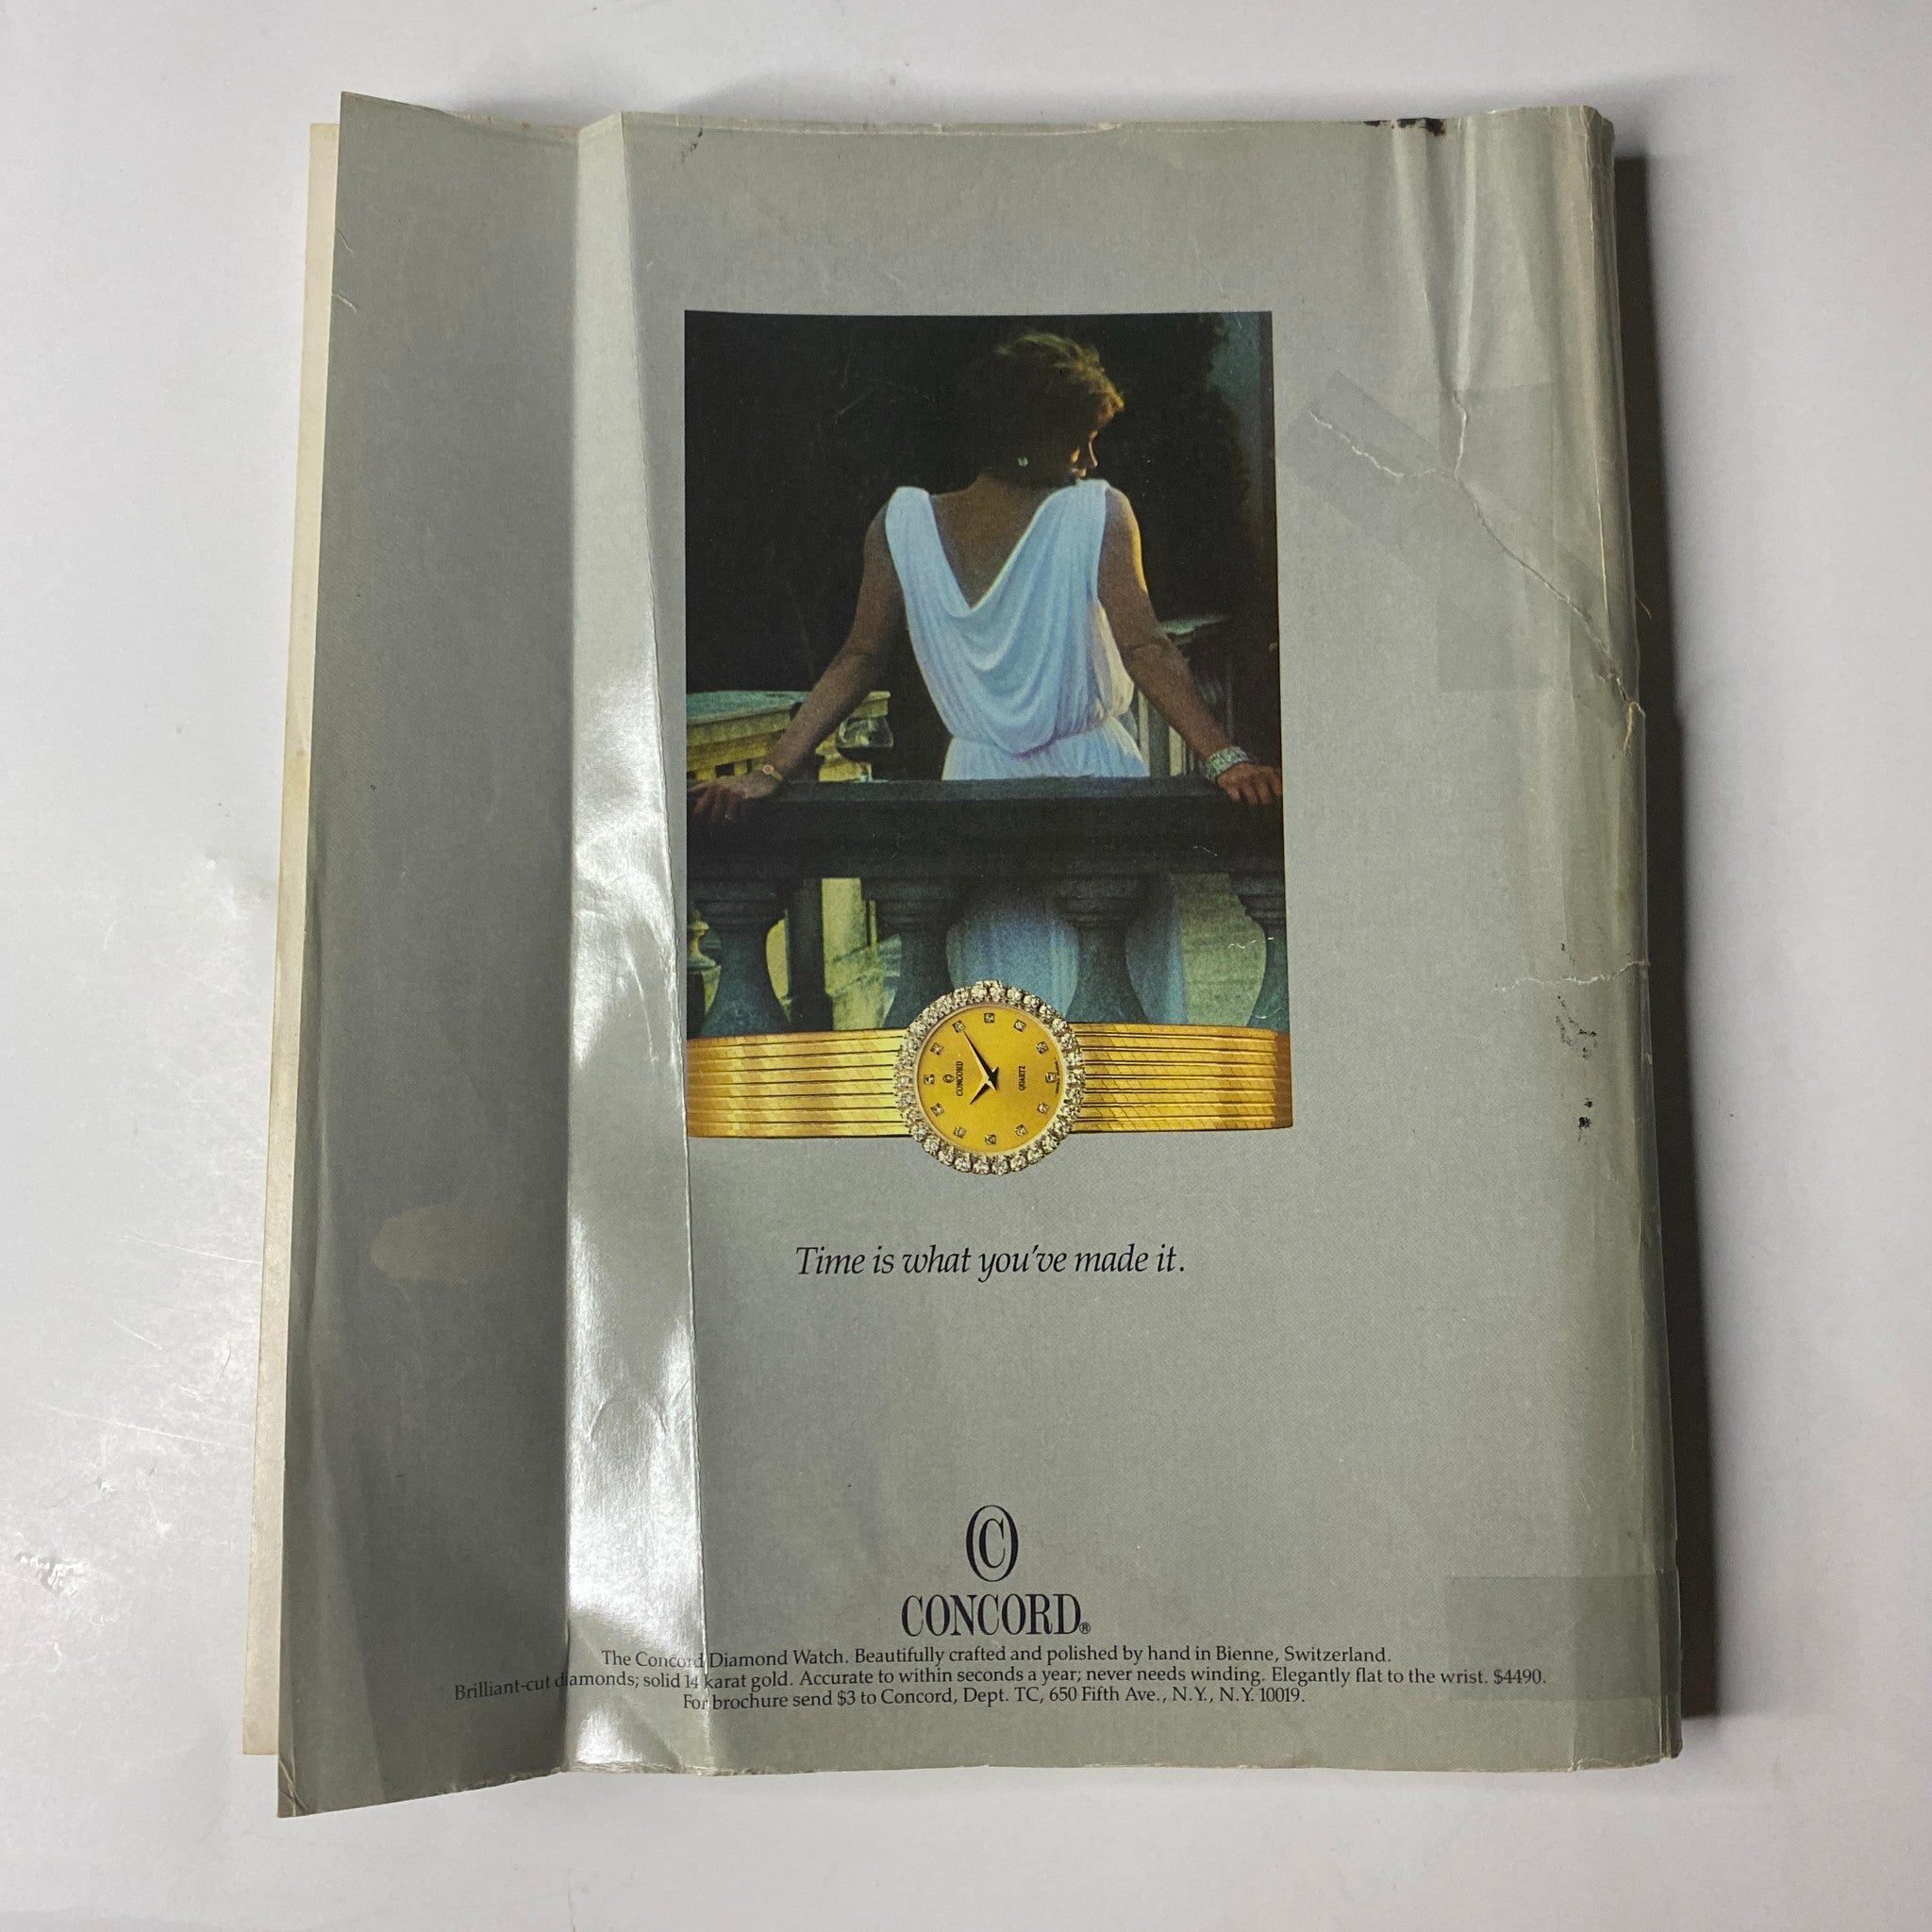 CONCORD
QUARTZ
Time is what you've made it.
C
CONCORD®
The Concord Diamond Watch. Beautifully crafted and polished by hand in Bienne, Switzerland.
Brilliant-cut diamonds; solid 14 karat gold. Accurate to within seconds a year; never needs winding. Elegantly flat to the wrist. $4490.
For brochure send $3 to Concord, Dept. TC, 650 Fifth Ave., N.Y., N.Y. 10019.